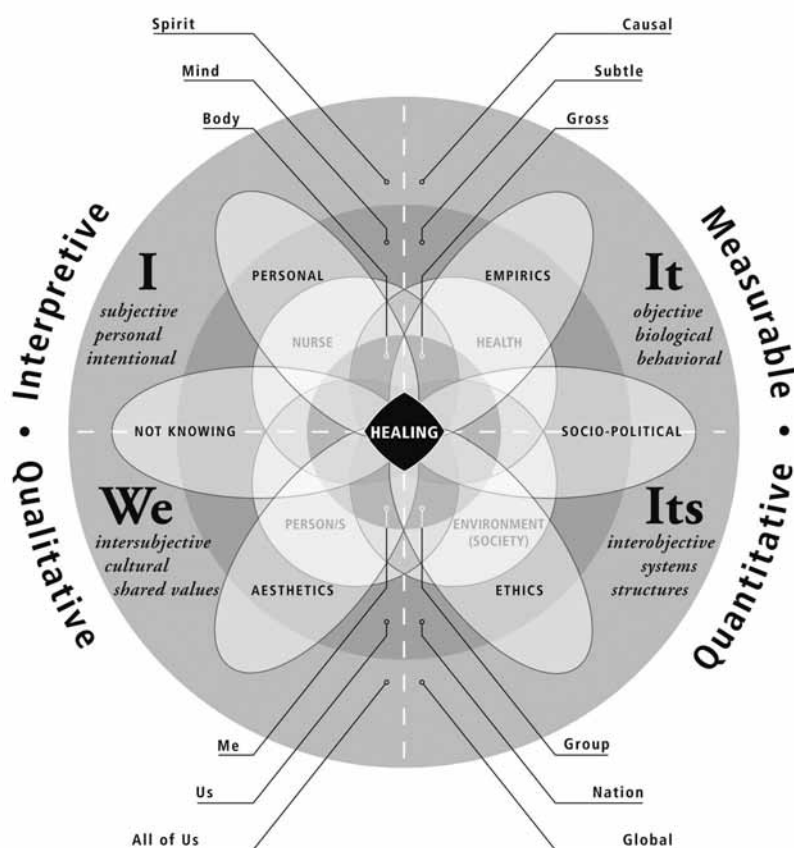 Spirit
Causal
Mind
Subtle
Body
Gross
Interpretive • Qualitative
Measurable • Quantitative
I
subjective
personal
intentional
It
objective
biological
behavioral
PERSONAL
EMPIRICS
NURSE
HEALTH
NOT KNOWING
HEALING
SOCIO-POLITICAL
We
intersubjective
cultural
shared values
Its
interobjective
systems
structures
PERSON/S
ENVIRONMENT
(SOCIETY)
AESTHETICS
ETHICS
Me
Group
Us
Nation
All of Us
Global